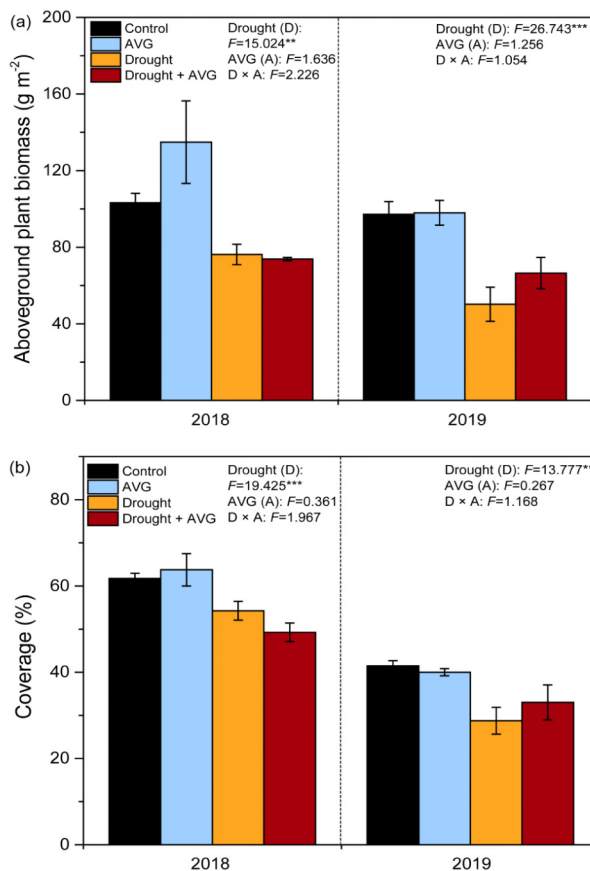 (a)
200
160
120
80
40
0
Aboveground plant biomass (g m⁻²)
Control
AVG
Drought
Drought + AVG
Drought (D):
F=15.024**
AVG (A): F=1.636
D × A: F=2.226
Drought (D): F=26.743***
AVG (A): F=1.256
D × A: F=1.054
2018
2019
(b)
80
60
40
20
0
Coverage (%)
Control
AVG
Drought
Drought + AVG
Drought (D):
F=19.425***
AVG (A): F=0.361
D × A: F=1.967
Drought (D): F=13.777**
AVG (A): F=0.267
D × A: F=1.168
2018
2019